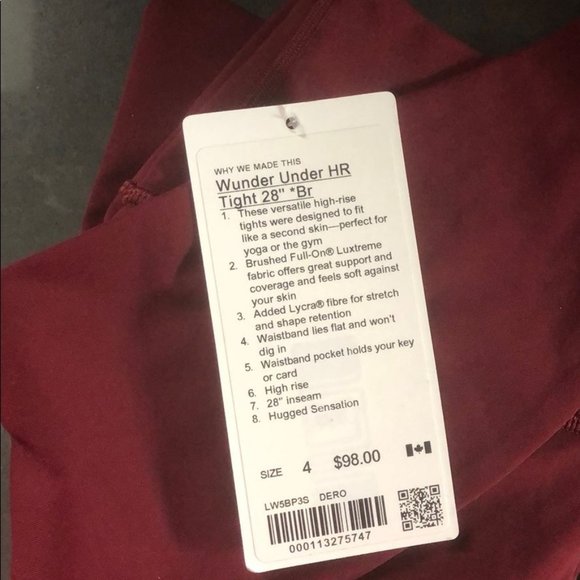 WHY WE MADE THIS
Wunder Under HR
Tight 28" *Br
1. These versatile high-rise
tights were designed to fit
like a second skin—perfect for
yoga or the gym
2. Brushed Full-On® Luxtreme
fabric offers great support and
coverage and feels soft against
your skin
3. Added Lycra® fibre for stretch
and shape retention
4. Waistband lies flat and won't
dig in
5. Waistband pocket holds your key
or card
6. High rise
7. 28" inseam
8. Hugged Sensation
SIZE 4 $98.00
LW5BP3S DERO
000113275747